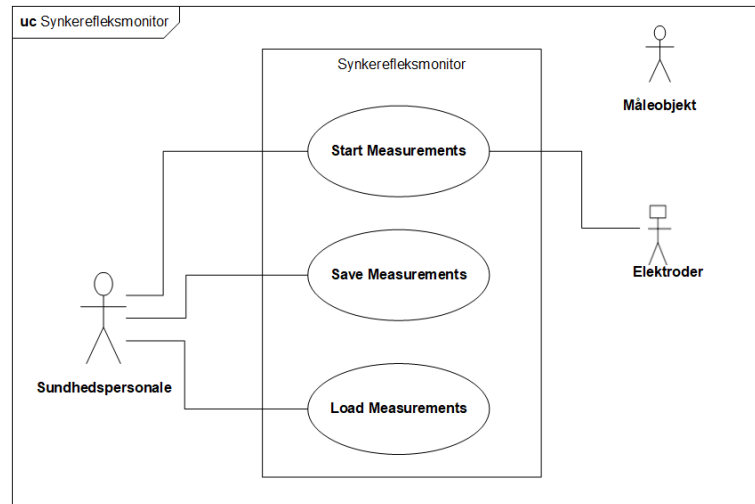 uc Synkerefleksmonitor
Synkerefleksmonitor
Måleobjekt
Start Measurements
Save Measurements
Elektroder
Sundhedspersonale
Load Measurements